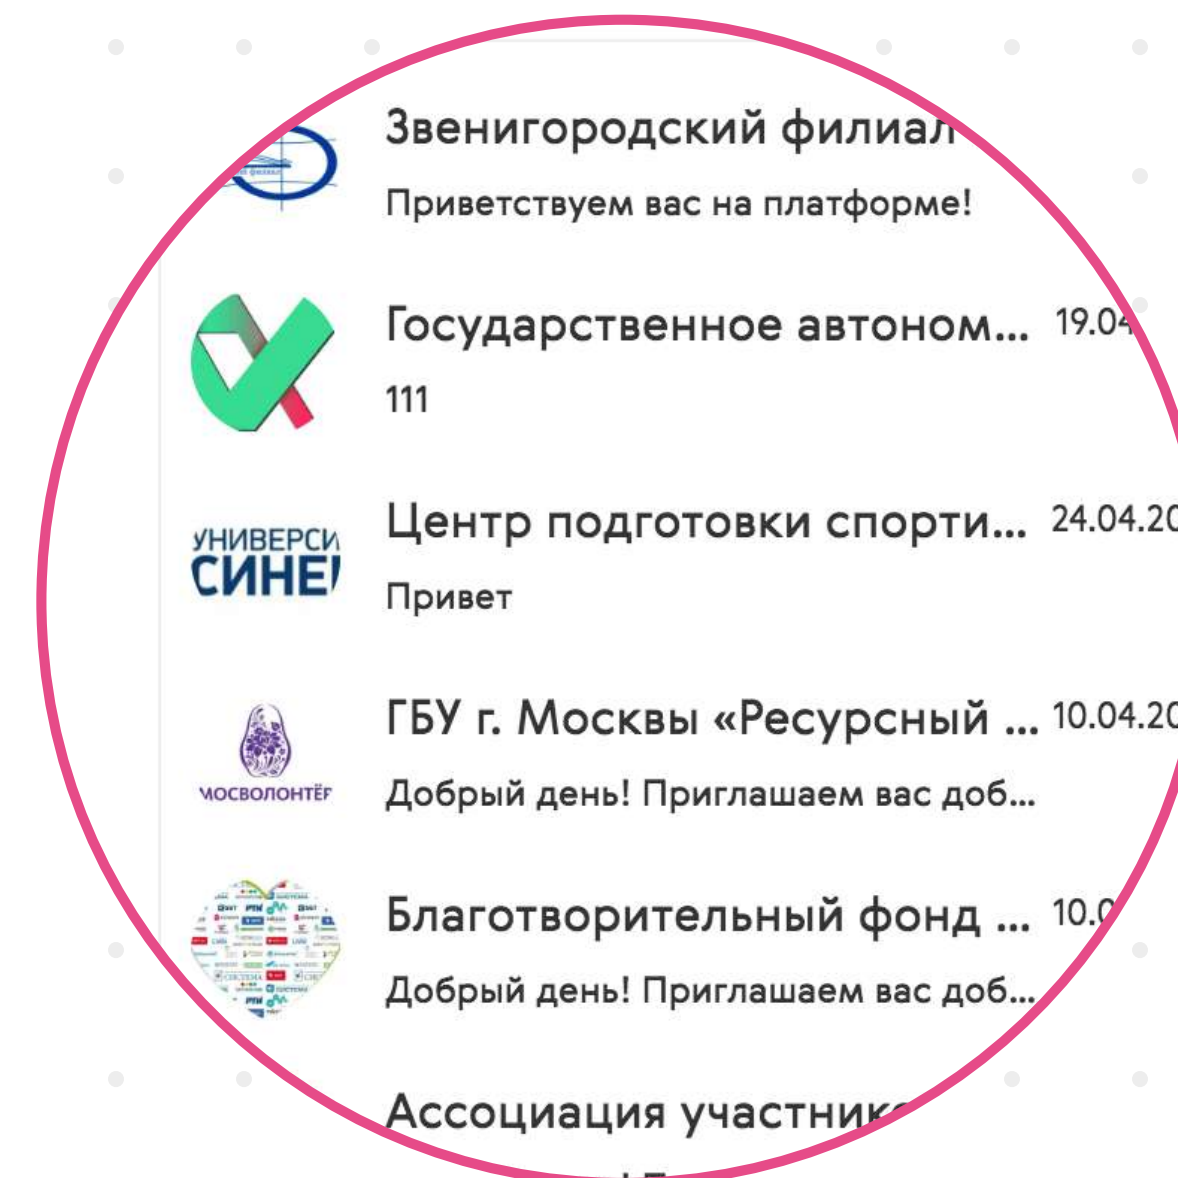 Звенигородский филиал
Приветствуем вас на платформе!
Государственное автоном... 19.04
111
УНИВЕРСИ
СИНЕ
Центр подготовки спорти... 24.04.20
Привет
ГБУ г. Москвы «Ресурсный ... 10.04.20
МОСВОЛОНТЁР
Добрый день! Приглашаем вас доб...
Благотворительный фонд ... 10.0
Добрый день! Приглашаем вас доб...
Ассоциация участник